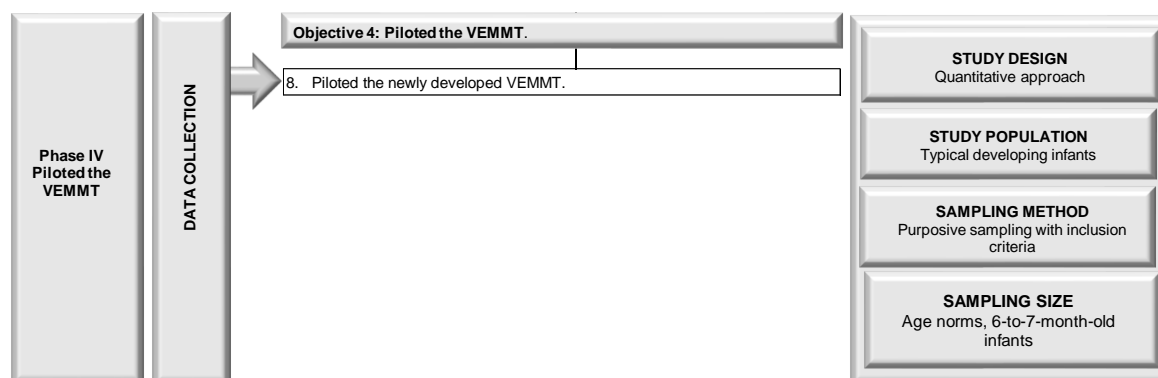 Phase IV
Piloted the
VEMMT
DATA COLLECTION
Objective 4: Piloted the VEMMT.
8. Piloted the newly developed VEMMT.
STUDY DESIGN
Quantitative approach
STUDY POPULATION
Typical developing infants
SAMPLING METHOD
Purposive sampling with inclusion
criteria
SAMPLING SIZE
Age norms, 6-to-7-month-old
infants